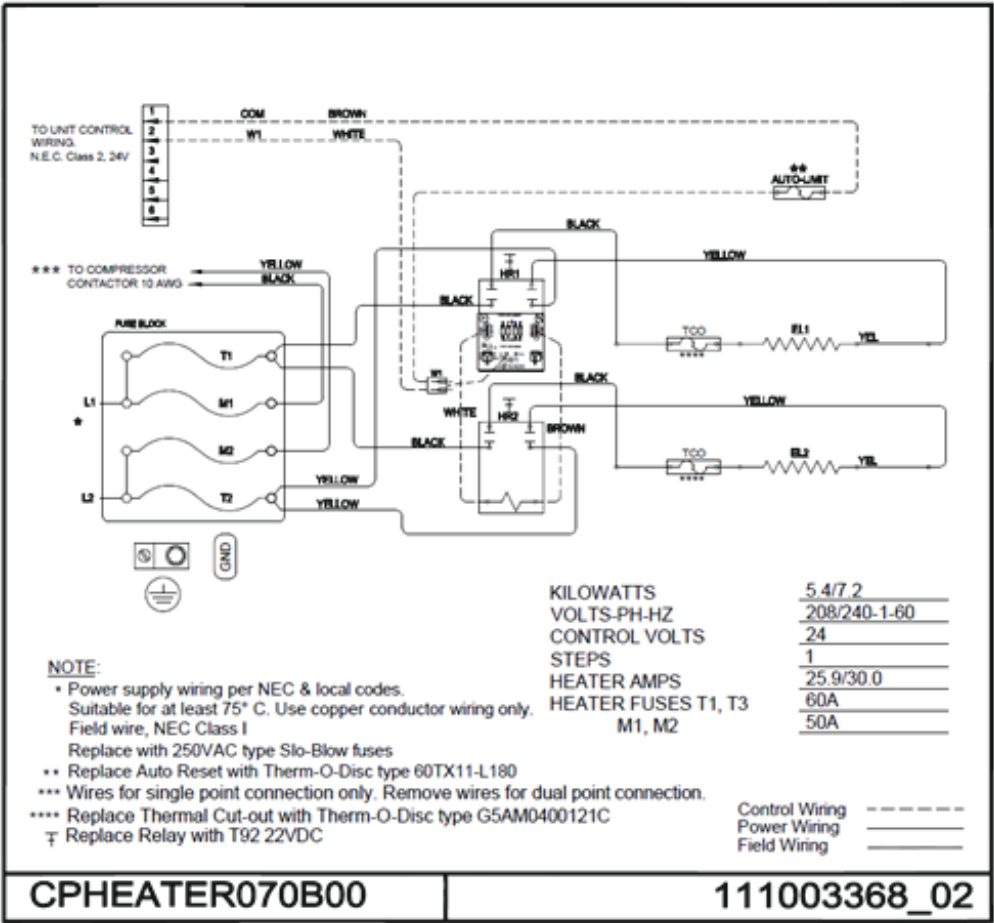 1
COM BROWN
TO UNIT CONTROL
WIRING.
N.E.C. Class 2, 24V
2
W1 WHITE
3
4
5
6
**
AUTO-LIMIT
BLACK
YELLOW
*** TO COMPRESSOR
CONTACTOR 10 AWG
YELLOW
BLACK
HR1
BLACK
FUSE BLOCK
TCO
****
EL1
YEL
T1
W1
BLACK
L1
M1
*
WHITE
HR2
BROWN
YELLOW
BLACK
M2
TCO
****
EL2
YEL
L2
T2
YELLOW
YELLOW
GND
KILOWATTS 5.4/7.2
VOLTS-PH-HZ 208/240-1-60
CONTROL VOLTS 24
STEPS 1
HEATER AMPS 25.9/30.0
HEATER FUSES T1, T3 60A
M1, M2 50A
NOTE:
* Power supply wiring per NEC & local codes.
Suitable for at least 75° C. Use copper conductor wiring only.
Field wire, NEC Class I
Replace with 250VAC type Slo-Blow fuses
** Replace Auto Reset with Therm-O-Disc type 60TX11-L180
*** Wires for single point connection only. Remove wires for dual point connection.
**** Replace Thermal Cut-out with Therm-O-Disc type G5AM0400121C
Replace Relay with T92 22VDC
Control Wiring
Power Wiring
Field Wiring
CPHEATER070B00
111003368_02